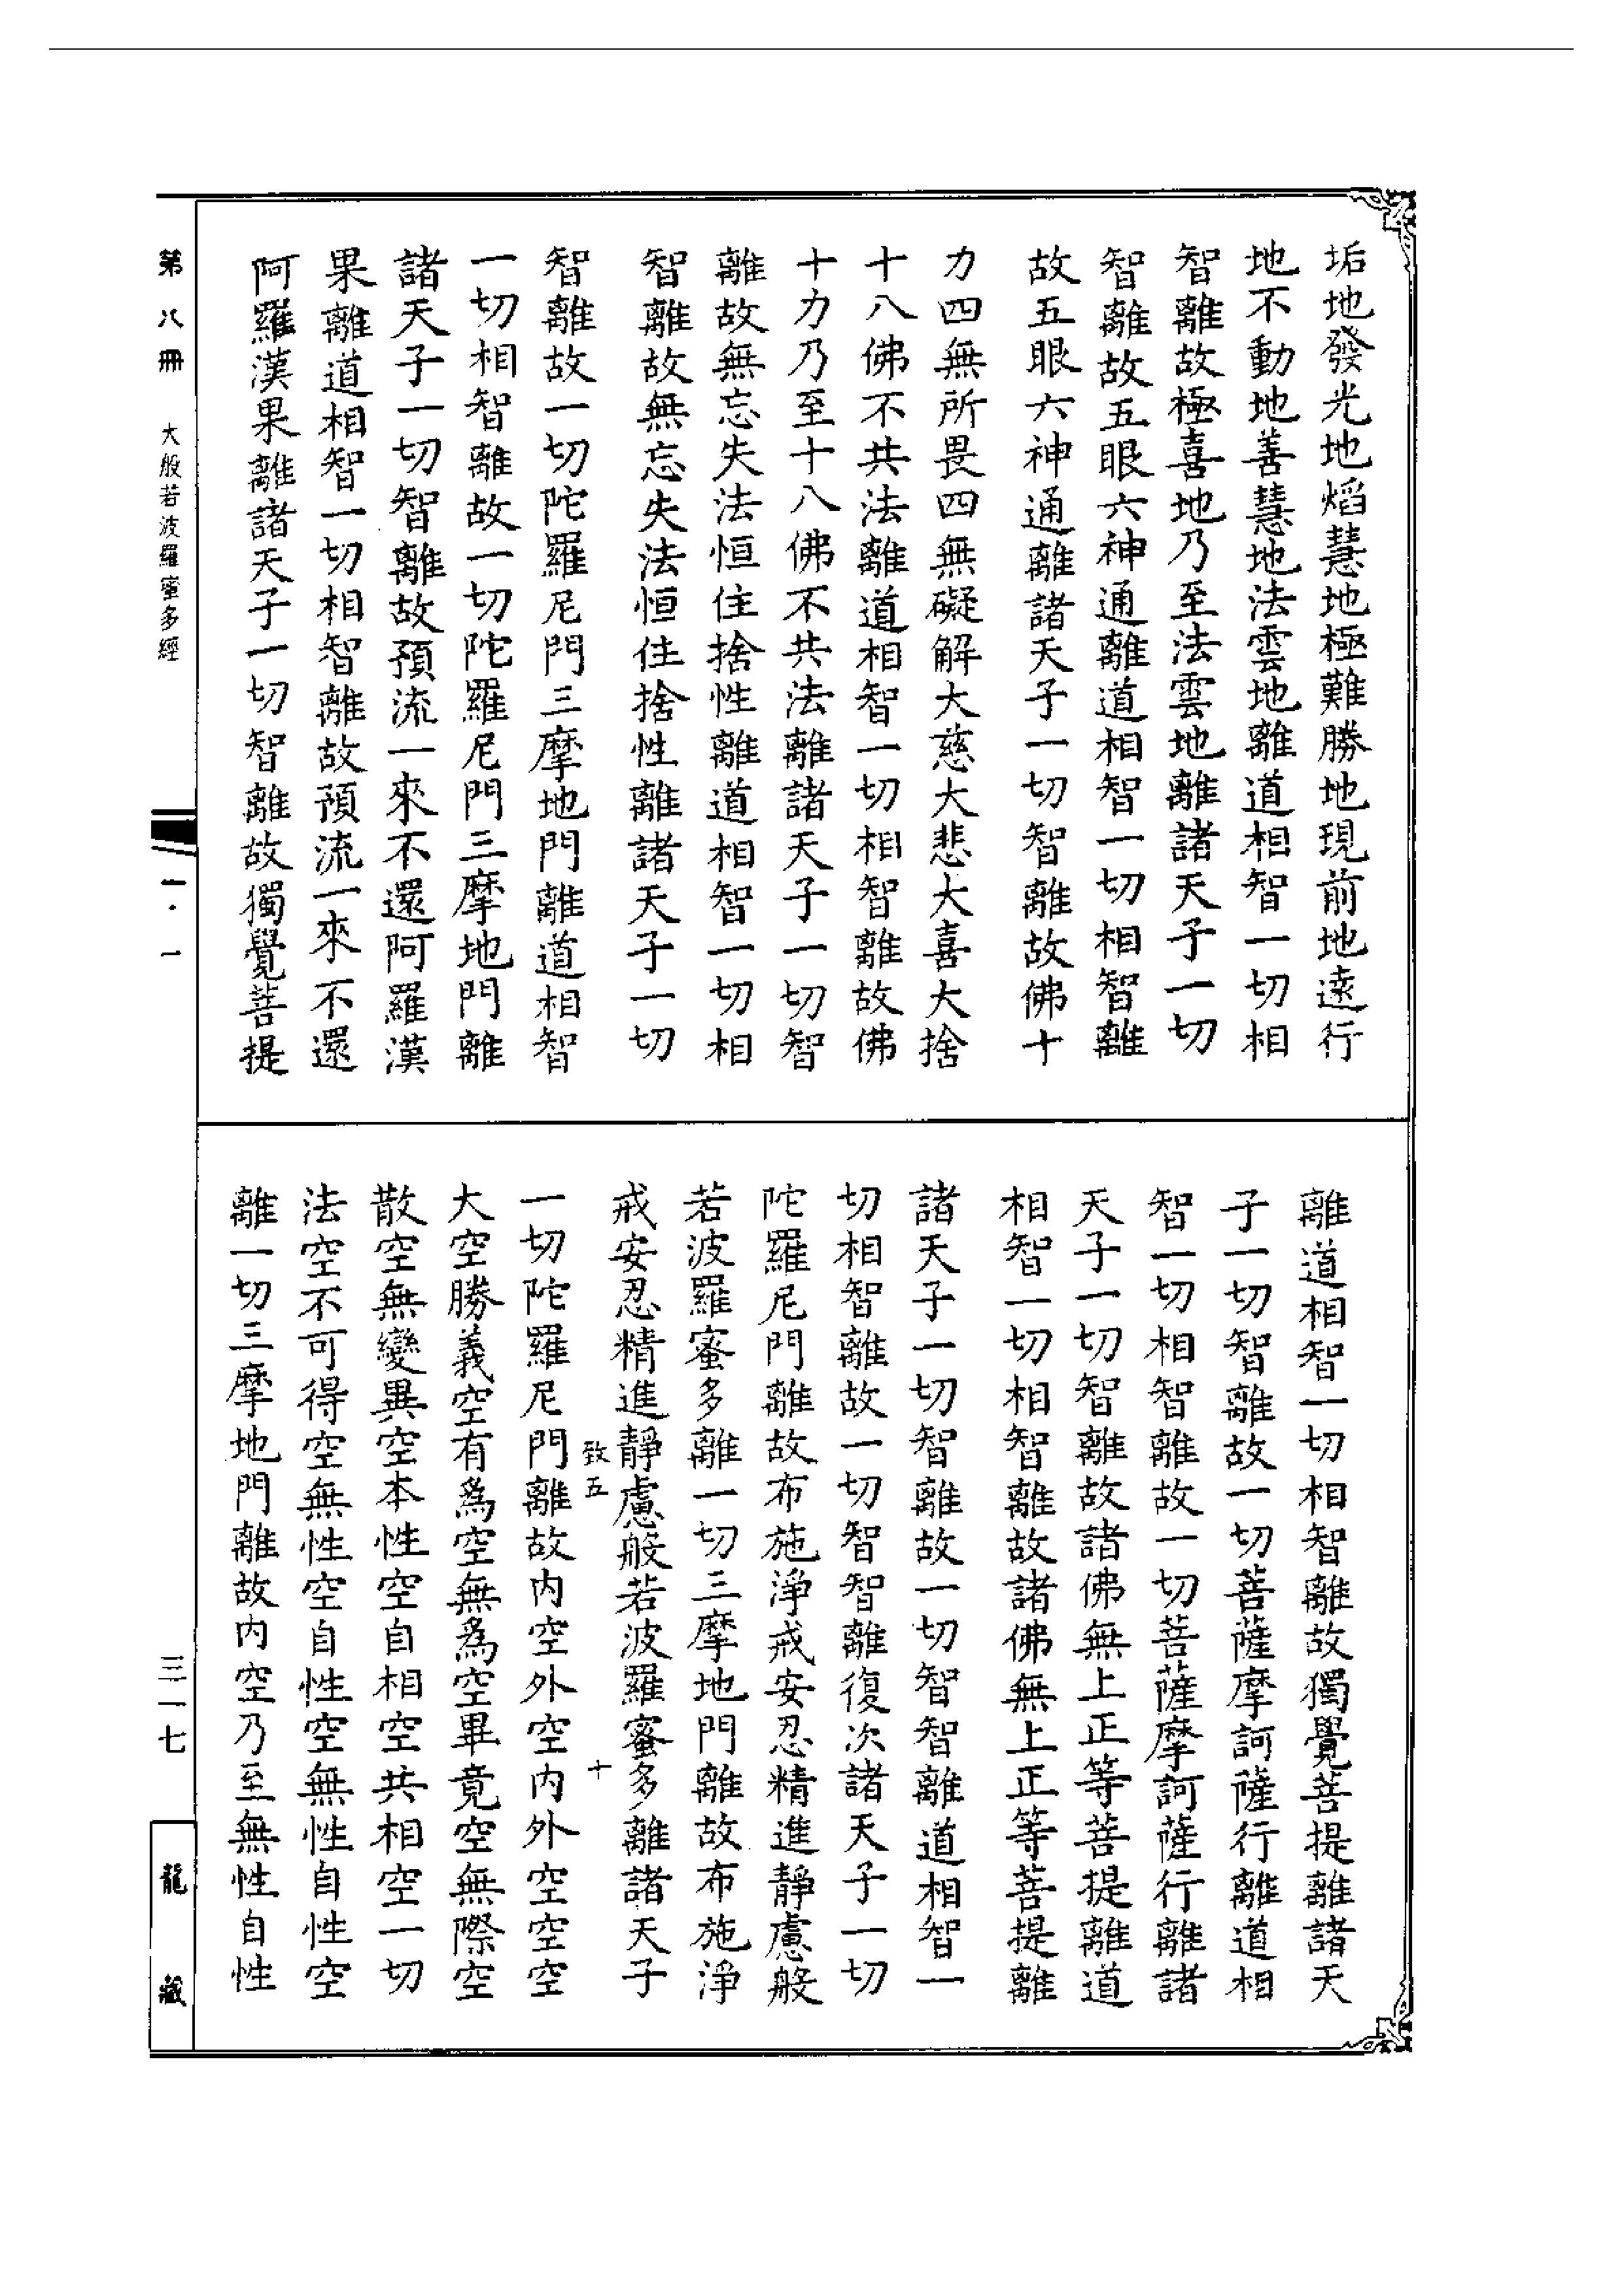 垢地發光地焰慧地極難勝地現前地遠行
地不動地善慧地法雲地離道相智一切相
智離故極喜地乃至法雲地離諸天子一切
智離故五眼六神通離道相智一切相智離
故五眼六神通離諸天子一切智離故佛十
力四無所畏四無礙解大慈大悲大喜大捨
十八佛不共法離道相智一切相智離故佛
十力乃至十八佛不共法離諸天子一切智
離故無忘失法恒住捨性離道相智一切相
智離故無忘失法恒住捨性離諸天子一切
智離故一切陀羅尼門三摩地門離道相智
一切相智離故一切陀羅尼門三摩地門離
諸天子一切智離故預流一來不還阿羅漢
果離道相智一切相智離故預流一來不還
阿羅漢果離諸天子一切智離故獨覺菩提
離道相智一切相智離故獨覺菩提離諸天
子一切智離故一切菩薩摩訶薩行離道相
智一切相智離故一切菩薩摩訶薩行離諸
天子一切智離故諸佛無上正等菩提離道
相智一切相智離故諸佛無上正等菩提離
諸天子一切智離故一切智智離道相智一
切相智離故一切智智離復次諸天子一切
陀羅尼門離故布施淨戒安忍精進靜慮般
若波羅蜜多離一切三摩地門離故布施淨
戒安忍精進靜慮般若波羅蜜多離諸天子
致五 十
一切陀羅尼門離故內空外空內外空空空
大空勝義空有為空無為空畢竟空無際空
散空無變異空本性空自相空共相空一切
法空不可得空無性空自性空無性自性空
離一切三摩地門離故內空乃至無性自性
第八冊 大般若波羅蜜多經
一·一
三一七
龍藏